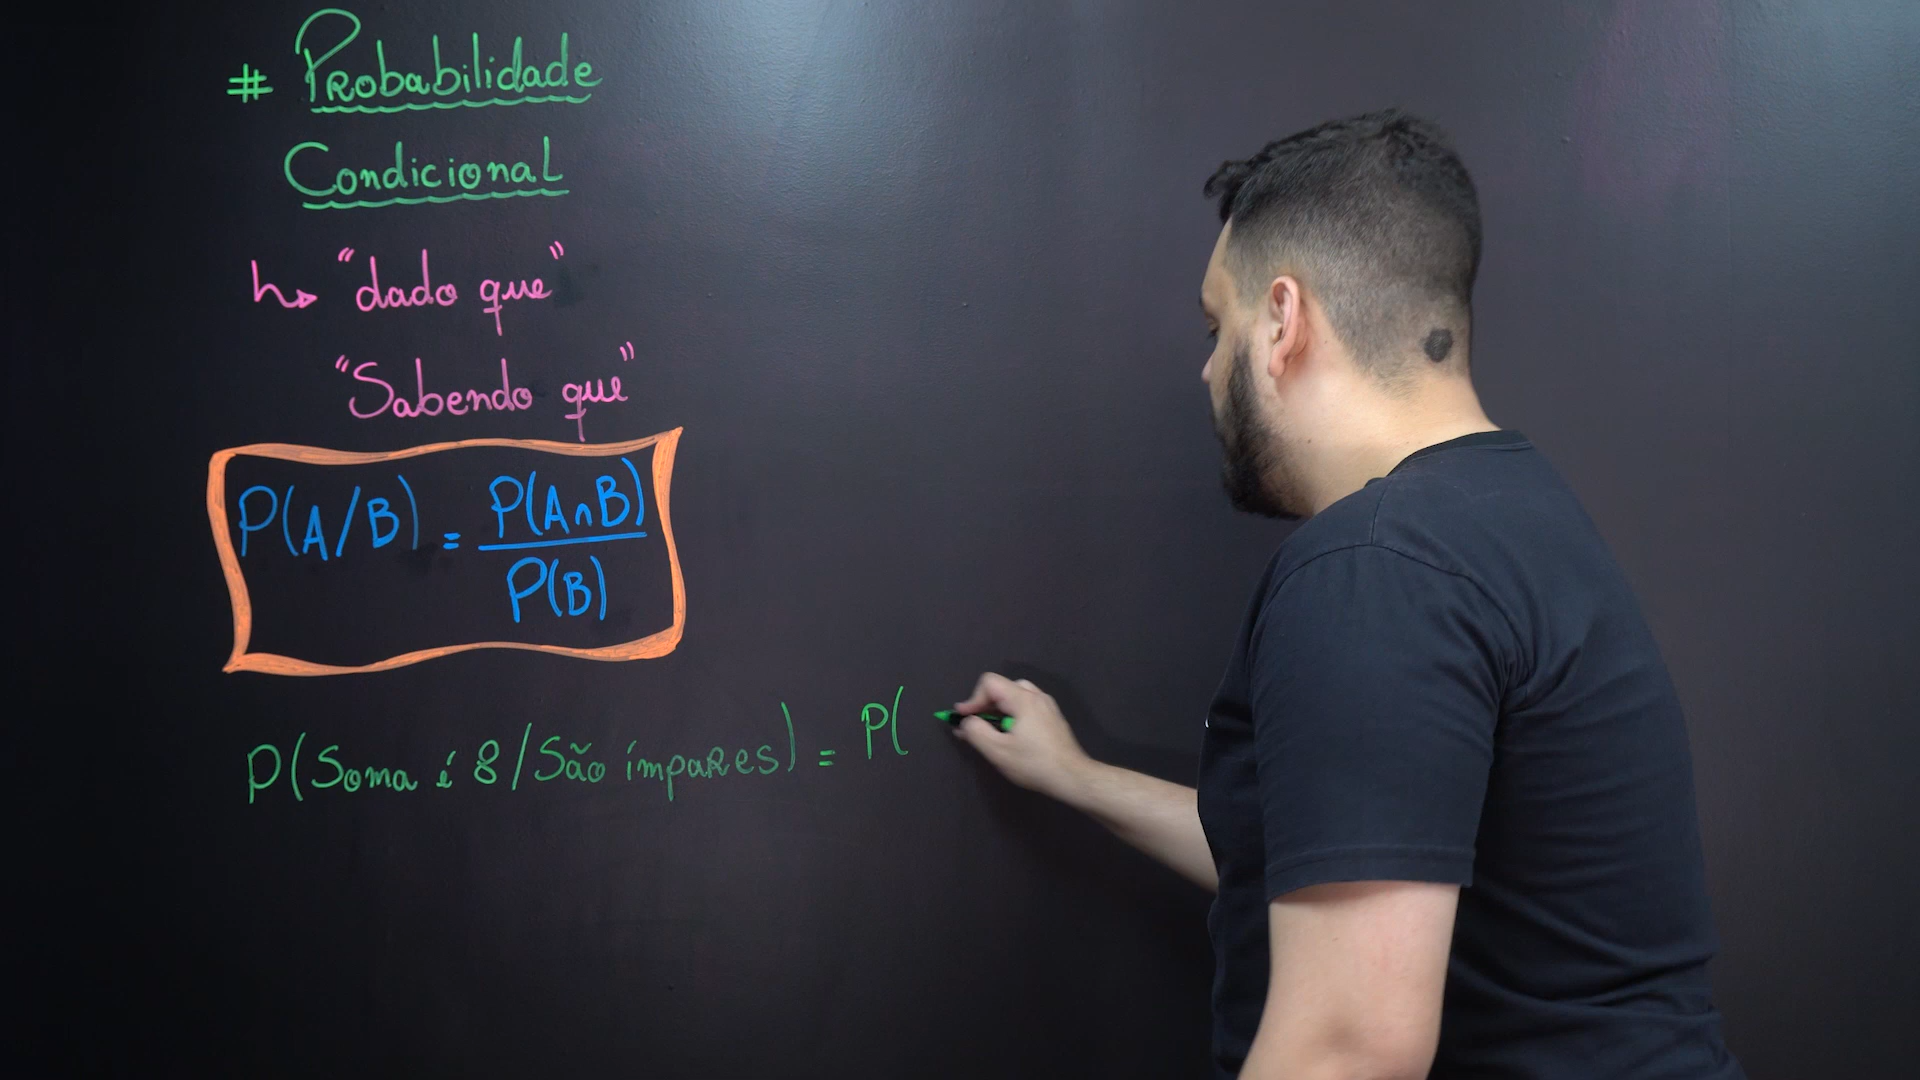 # Probabilidade
Condicional
↳ "dado que"
"Sabendo que"
P(A/B) = P(A∩B)
P(B)
P(Soma é 8/São ímpares) = P(